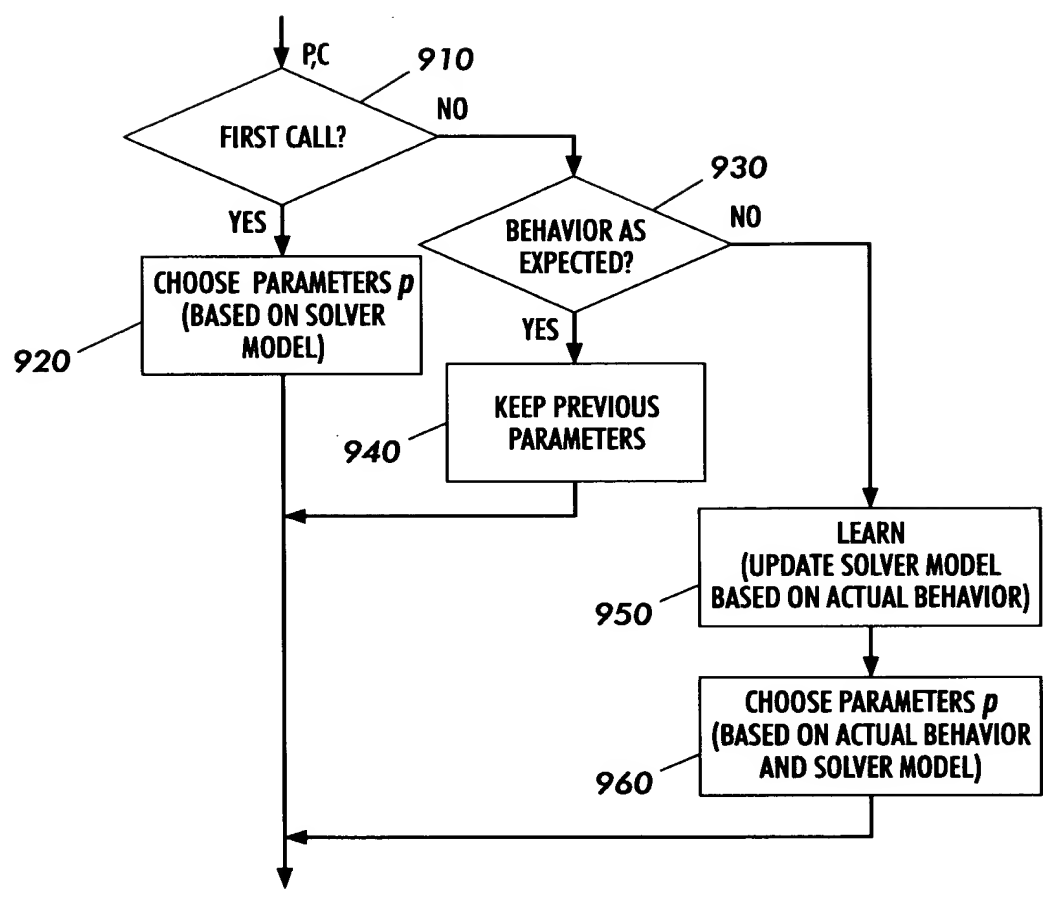 P,C
910
FIRST CALL?
NO
930
YES
BEHAVIOR AS
EXPECTED?
NO
CHOOSE PARAMETERS p
(BASED ON SOLVER
MODEL)
920
YES
KEEP PREVIOUS
PARAMETERS
940
LEARN
(UPDATE SOLVER MODEL
BASED ON ACTUAL BEHAVIOR)
950
CHOOSE PARAMETERS p
(BASED ON ACTUAL BEHAVIOR
AND SOLVER MODEL)
960